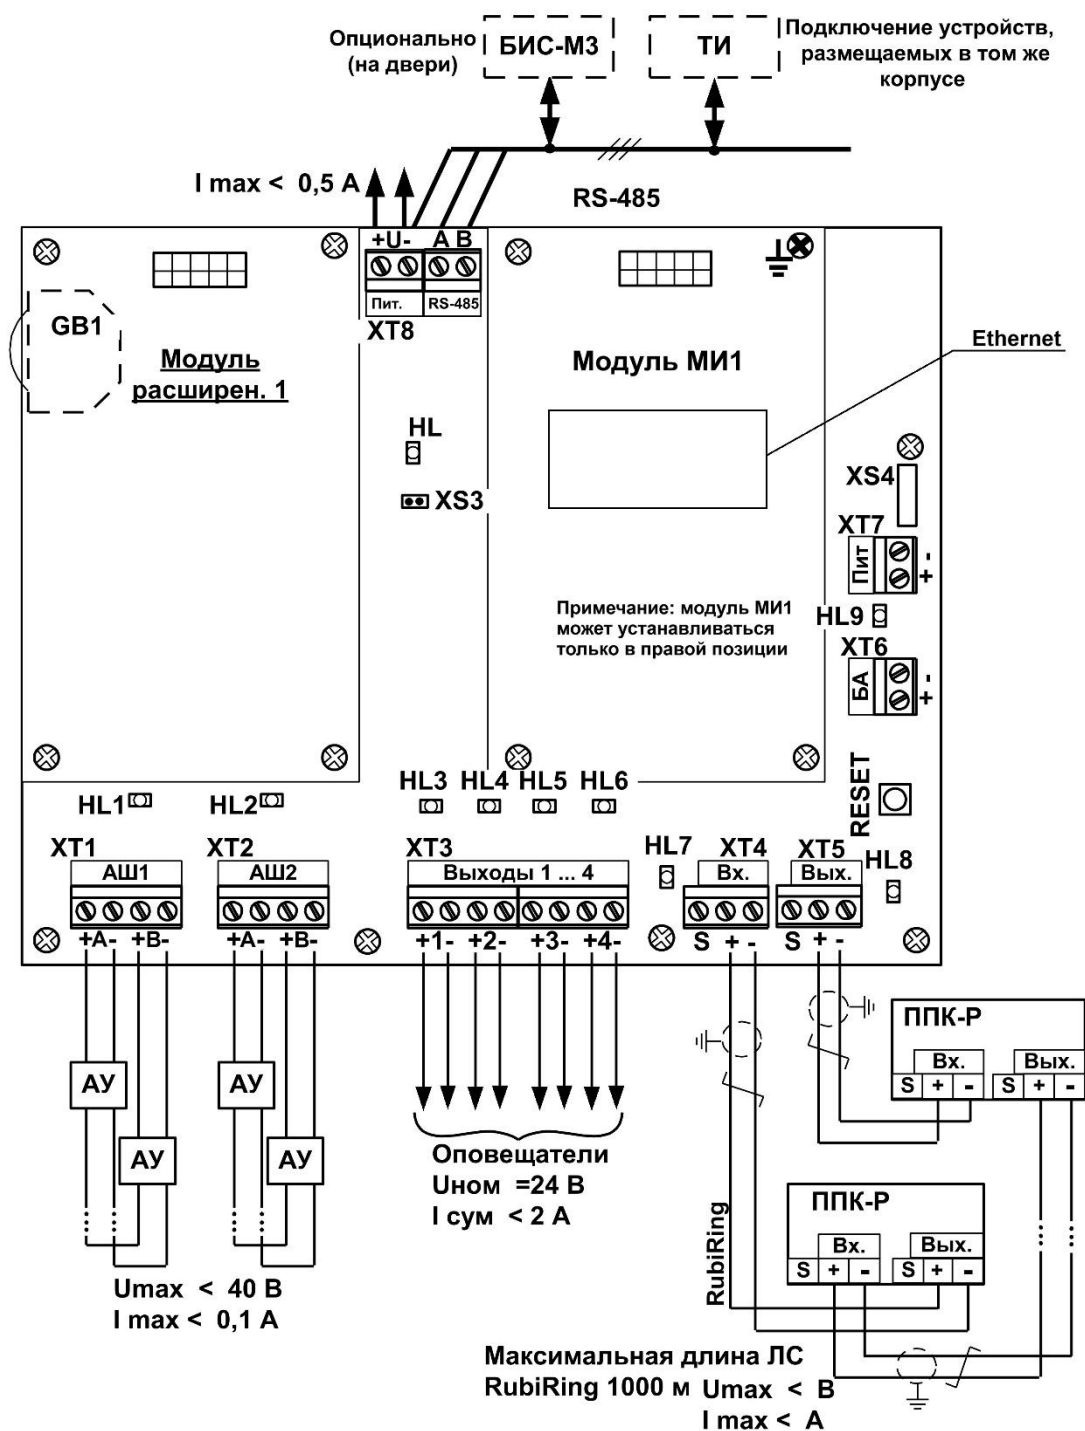 Опционально
(на двери)
БИС-М3
ТИ
Подключение устройств,
размещаемых в том же
корпусе
I max < 0,5 А
RS-485
+U- A B
Пит. RS-485
XT8
GB1
Модуль
расширен. 1
Модуль МИ1
Ethernet
HL
XS3
XS4
XT7
Пит
-
+
HL9
Примечание: модуль МИ1
может устанавливаться
только в правой позиции
XT6
БА
-
+
RESET
HL1
HL2
HL3 HL4 HL5 HL6
HL7
HL8
XT1
АШ1
+A- +B-
XT2
АШ2
+A- +B-
XT3
Выходы 1 ... 4
+1- +2- +3- +4-
XT4
Вх.
S + -
XT5
Вых.
S + -
АУ
АУ
АУ
АУ
Umax < 40 В
I max < 0,1 А
Оповещатели
Uном =24 В
I сум < 2 А
ППК-Р
Вх. Вых.
S + - S + -
RubiRing
ППК-Р
Вх. Вых.
S + - S + -
Максимальная длина ЛС
RubiRing 1000 м
Umax < В
I max < А